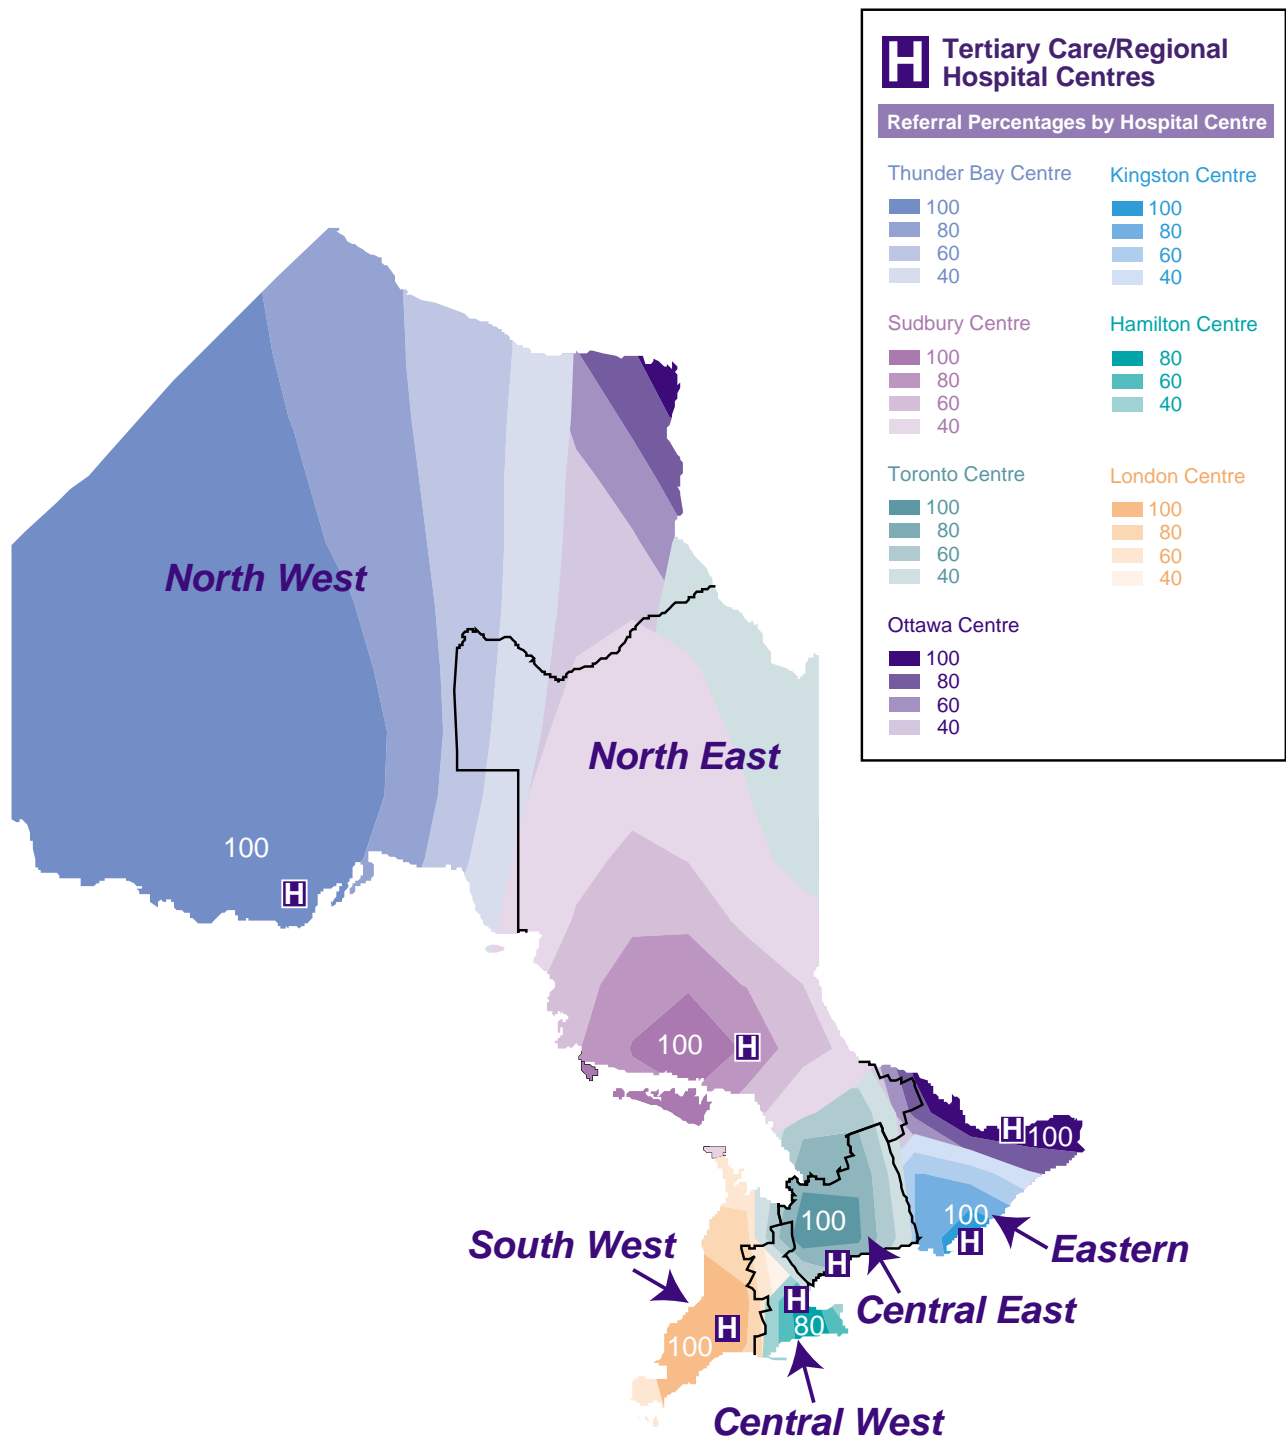 H Tertiary Care/Regional
Hospital Centres
Referral Percentages by Hospital Centre
Thunder Bay Centre
100
80
60
40
Kingston Centre
100
80
60
40
Sudbury Centre
100
80
60
40
Hamilton Centre
80
60
40
Toronto Centre
100
80
60
40
London Centre
100
80
60
40
Ottawa Centre
100
80
60
40
North West
North East
100
H
100 H
H 100
100
100
South West
H
Eastern
H
H
Central East
80
H
100
Central West